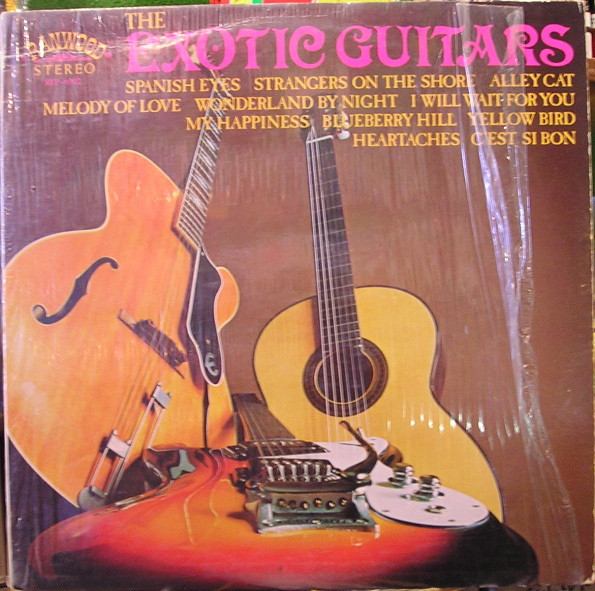 RANWOOD
STEREO
THE
EXOTIC GUITARS
SPANISH EYES STRANGERS ON THE SHORE ALLEY CAT
MELODY OF LOVE WONDERLAND BY NIGHT I WILL WAIT FOR YOU
MY HAPPINESS BLUEBERRY HILL YELLOW BIRD
HEARTACHES C'EST SI BON